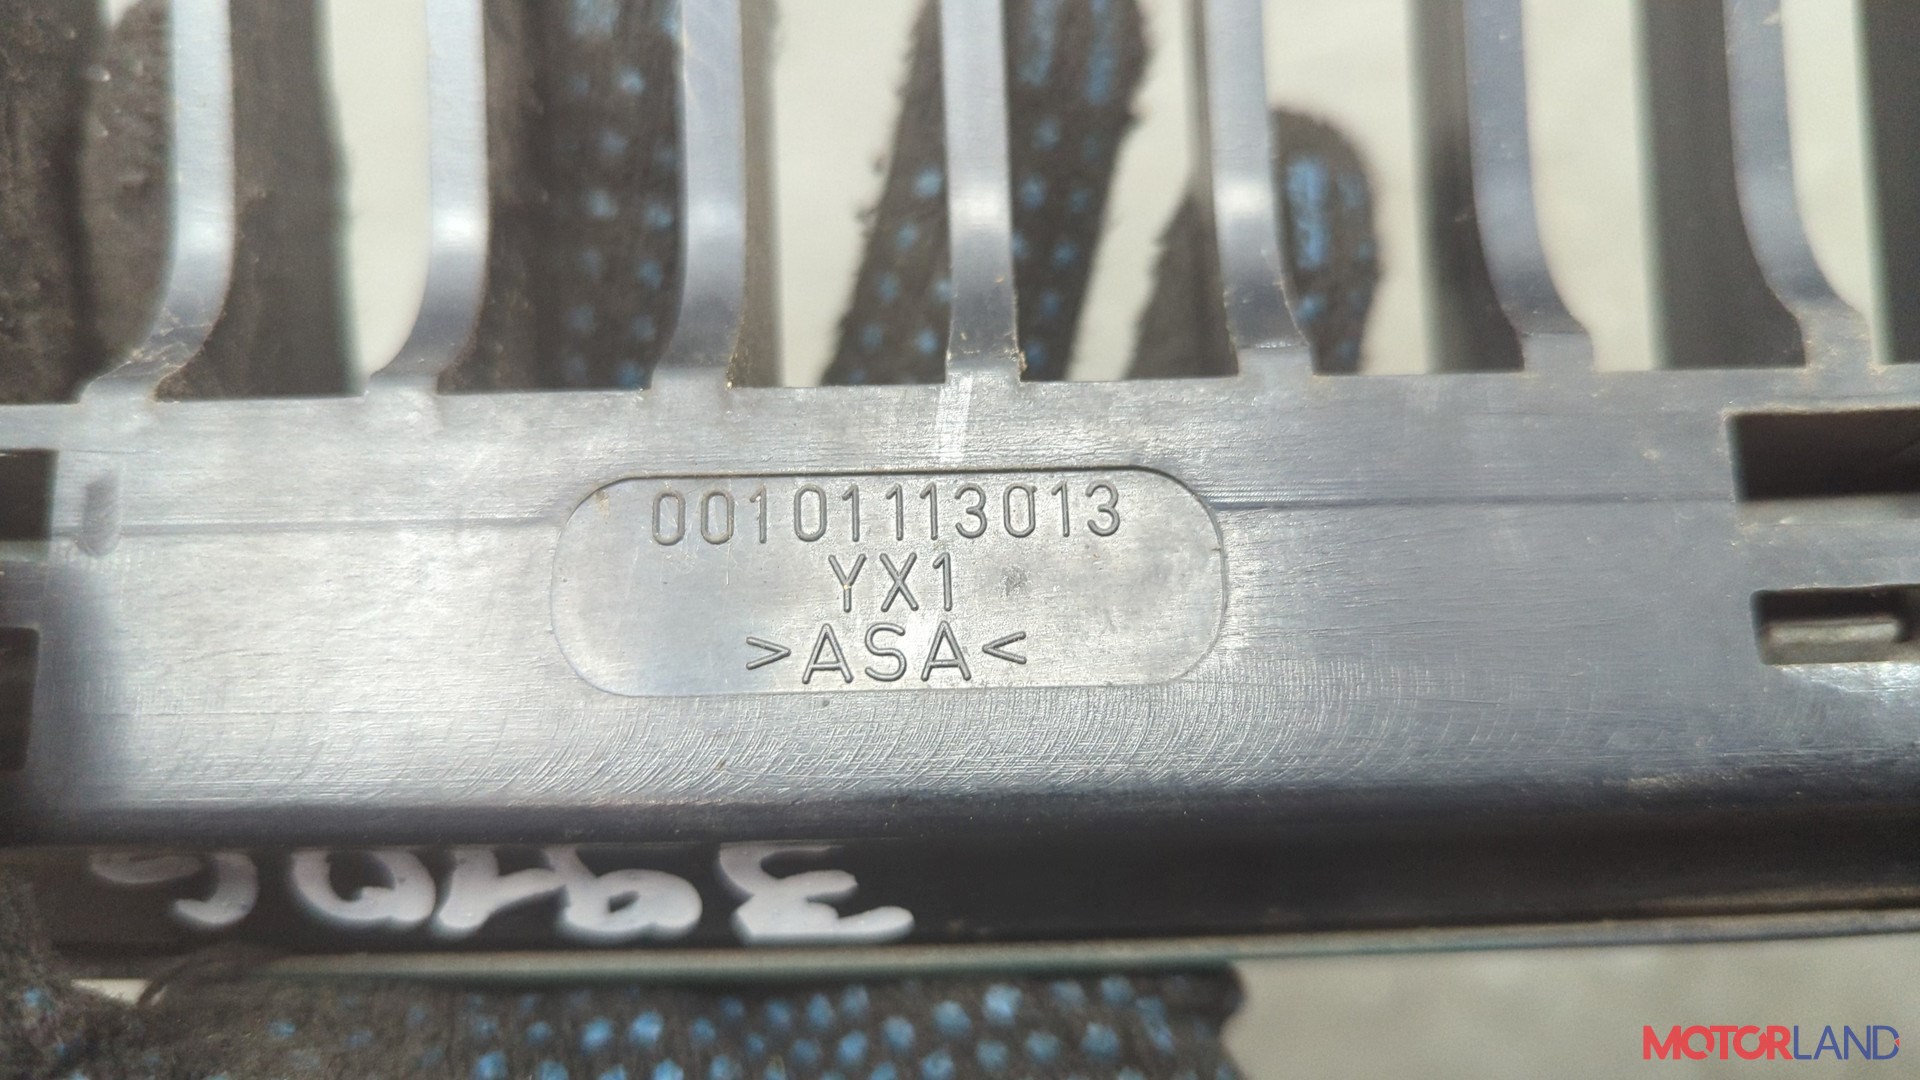 00101113013
YX1
>ASA<
MOTORLAND